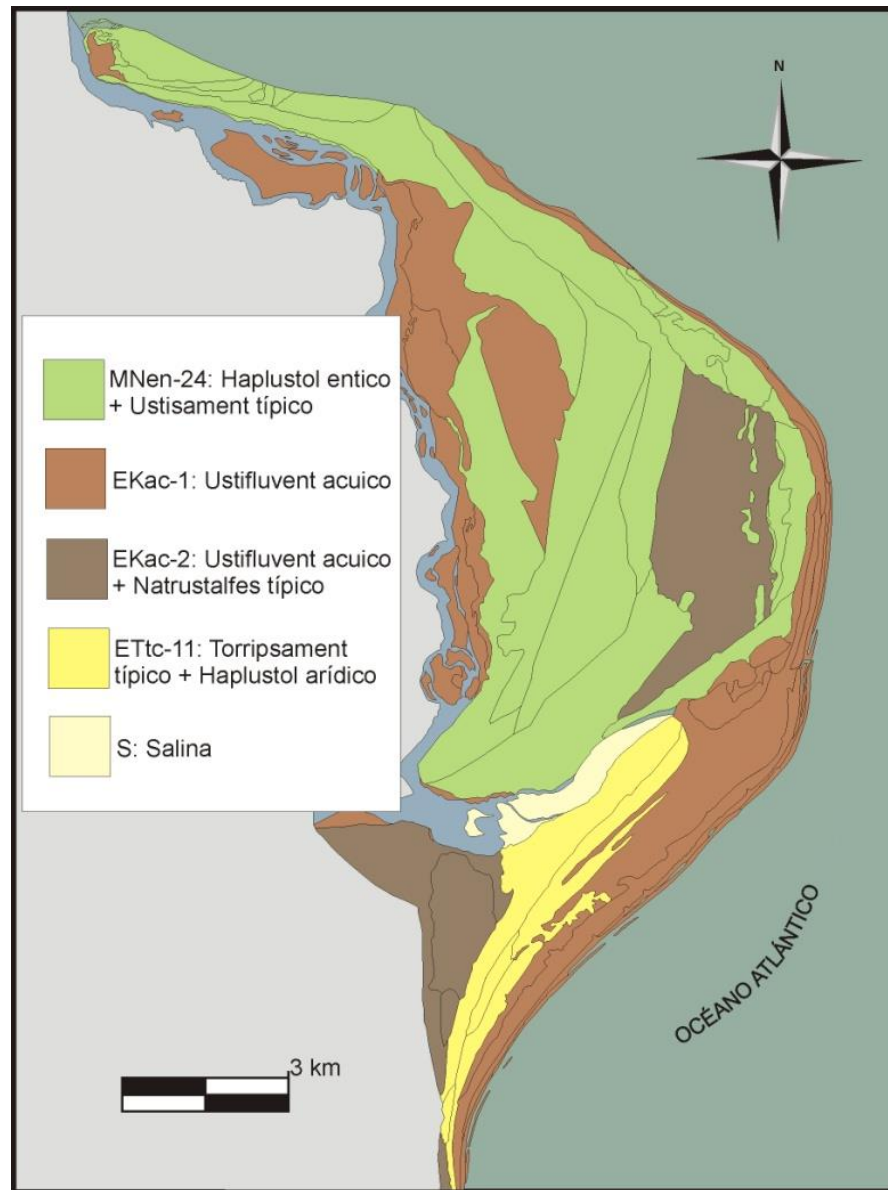 N
MNen-24: Haplustol entico
+ Ustisament típico
EKac-1: Ustifluvent acuico
EKac-2: Ustifluvent acuico
+ Natrustalfes típico
ETtc-11: Torripsament
típico + Haplustol arídico
S: Salina
OCÉANO ATLÁNTICO
3 km